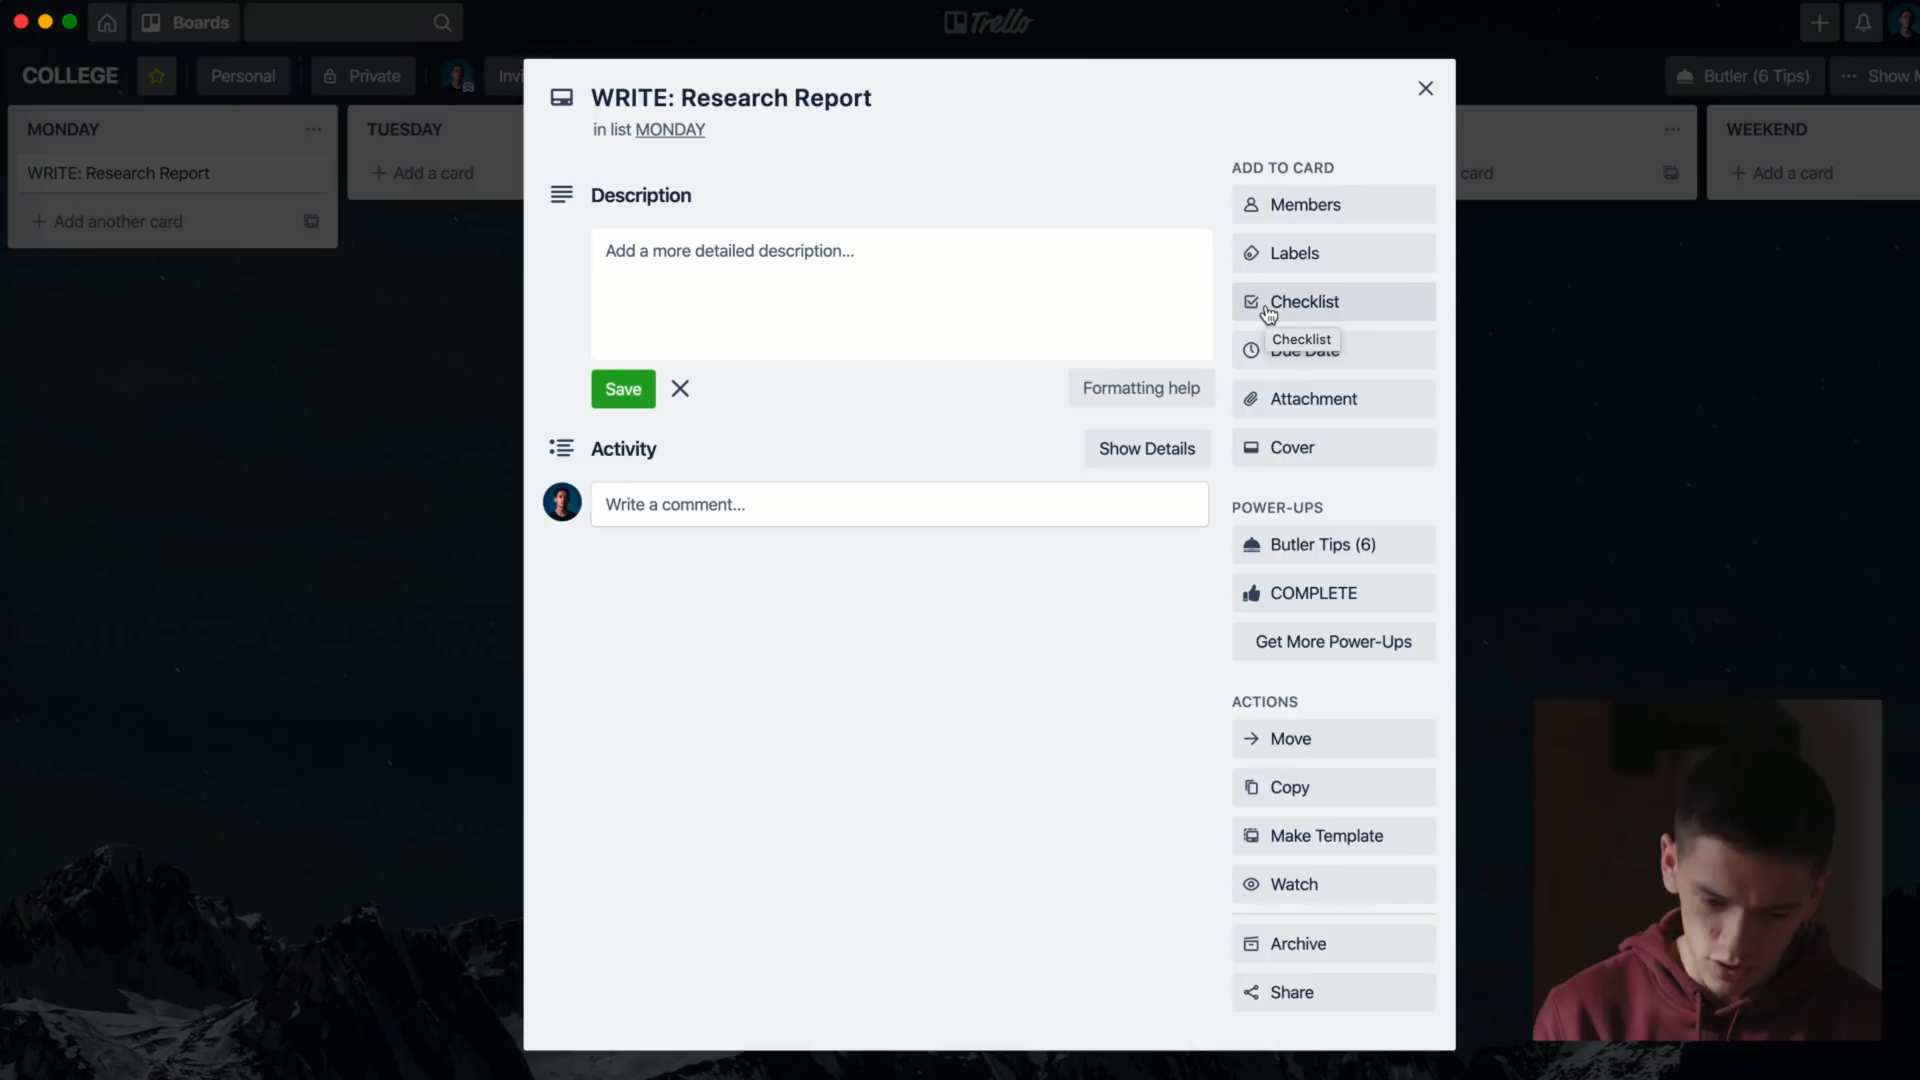 Boards
Trello
COLLEGE
Personal
Private
Butler (6 Tips)
MONDAY
WRITE: Research Report
+ Add another card
TUESDAY
+ Add a card
card
WEEKEND
+ Add a card
WRITE: Research Report
in list MONDAY
Description
Add a more detailed description...
Save
Formatting help
Activity
Show Details
Write a comment...
ADD TO CARD
Members
Labels
Checklist
Checklist
Due Date
Attachment
Cover
POWER-UPS
Butler Tips (6)
COMPLETE
Get More Power-Ups
ACTIONS
Move
Copy
Make Template
Watch
Archive
Share